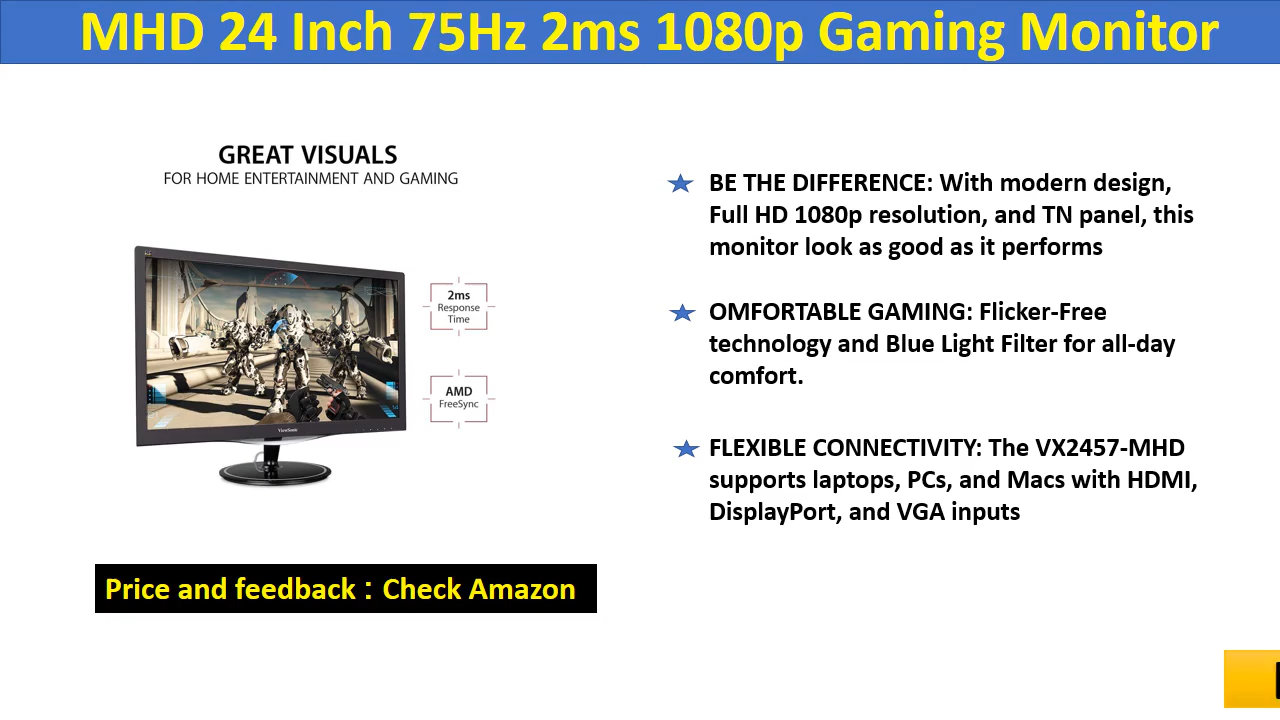 MHD 24 Inch 75Hz 2ms 1080p Gaming Monitor
GREAT VISUALS
FOR HOME ENTERTAINMENT AND GAMING
2ms
Response
Time
AMD
FreeSync
ViewSonic
BE THE DIFFERENCE: With modern design,
Full HD 1080p resolution, and TN panel, this
monitor look as good as it performs
OMFORTABLE GAMING: Flicker-Free
technology and Blue Light Filter for all-day
comfort.
FLEXIBLE CONNECTIVITY: The VX2457-MHD
supports laptops, PCs, and Macs with HDMI,
DisplayPort, and VGA inputs
Price and feedback : Check Amazon